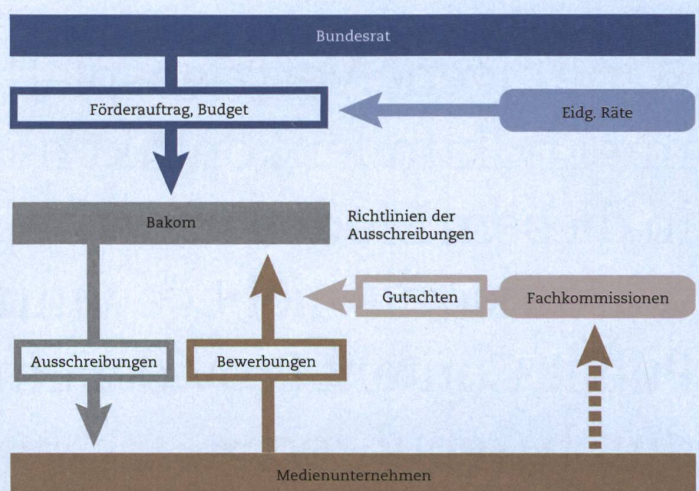 Bundesrat
Förderauftrag, Budget
Eidg. Räte
Bakom
Richtlinien der
Ausschreibungen
Gutachten
Fachkommissionen
Ausschreibungen
Bewerbungen
Medienunternehmen